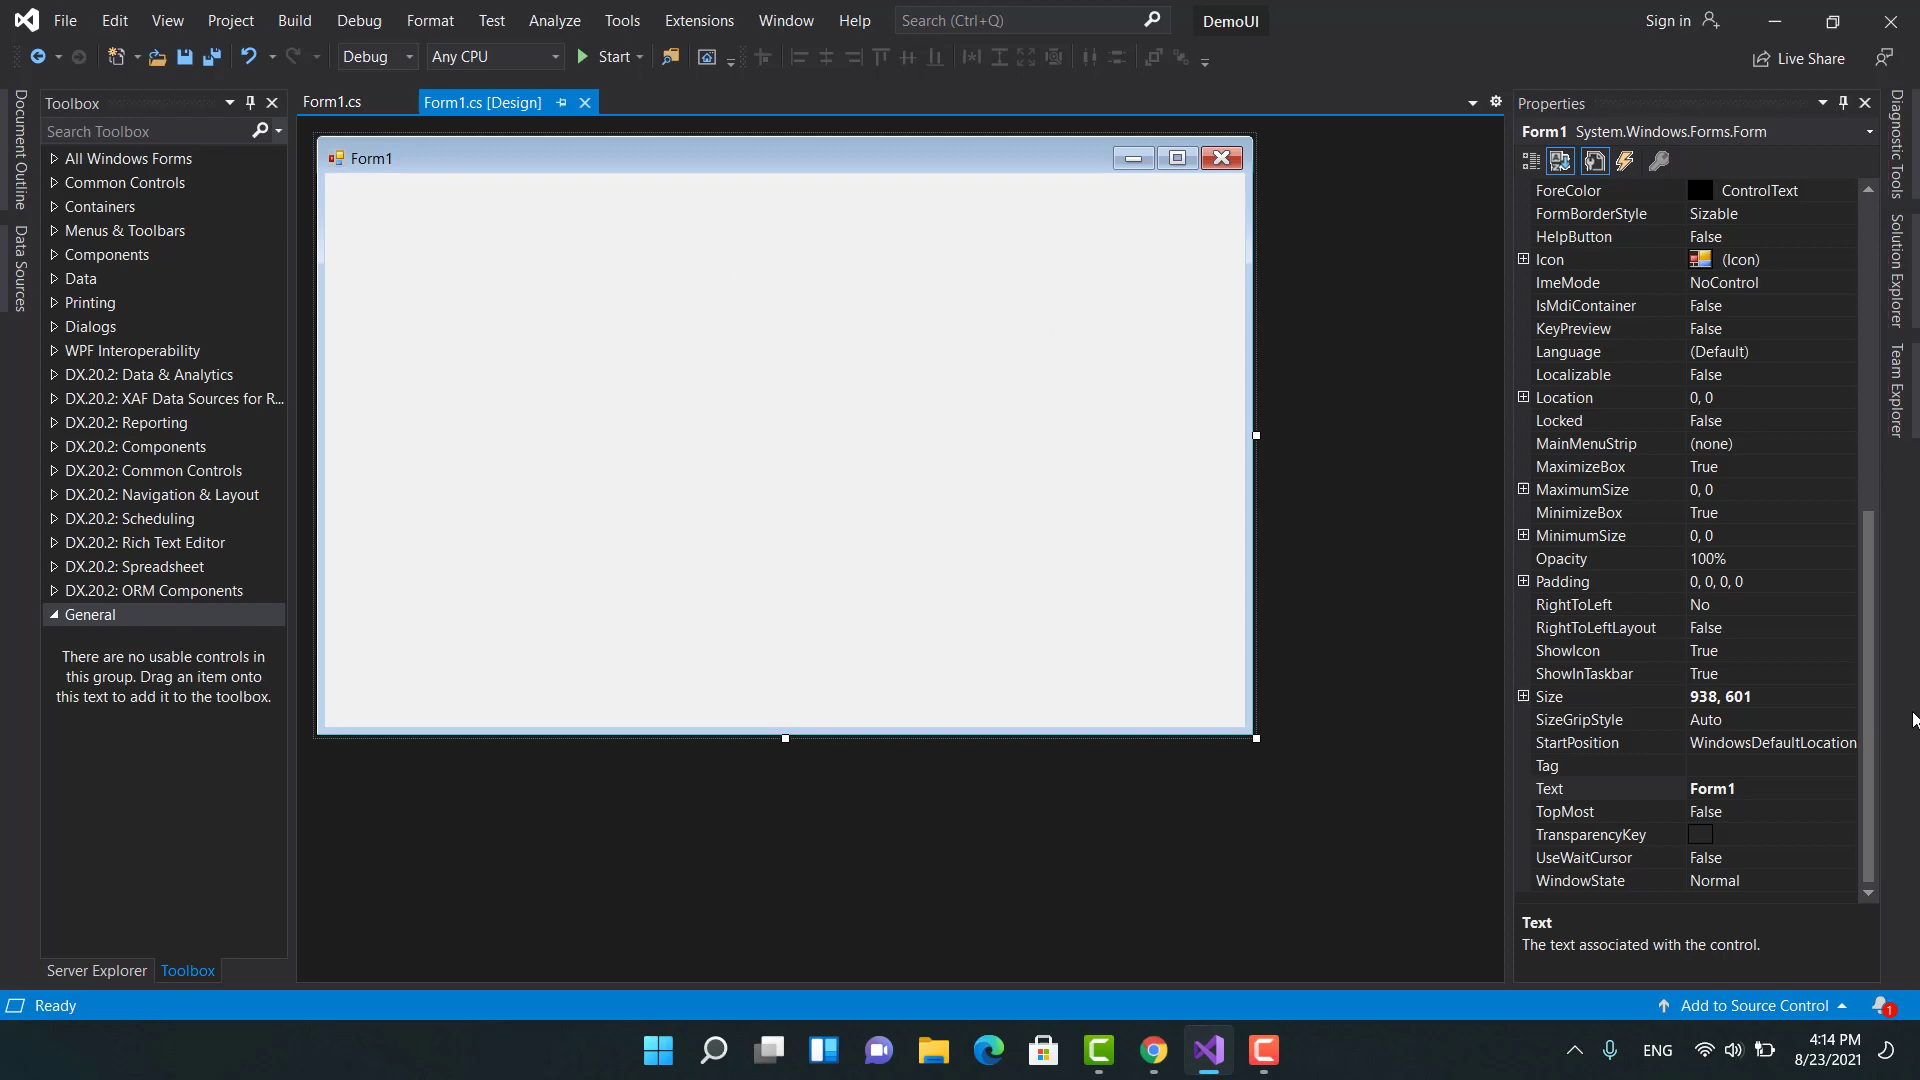 File Edit View Project Build Debug Format Test Analyze Tools Extensions Window Help Search (Ctrl+Q) DemoUI Sign in
Debug Any CPU Start Live Share
Document Outline
Data Sources
Toolbox
Search Toolbox
All Windows Forms
Common Controls
Containers
Menus & Toolbars
Components
Data
Printing
Dialogs
WPF Interoperability
DX.20.2: Data & Analytics
DX.20.2: XAF Data Sources for R...
DX.20.2: Reporting
DX.20.2: Components
DX.20.2: Common Controls
DX.20.2: Navigation & Layout
DX.20.2: Scheduling
DX.20.2: Rich Text Editor
DX.20.2: Spreadsheet
DX.20.2: ORM Components
General
There are no usable controls in
this group. Drag an item onto
this text to add it to the toolbox.
Server Explorer Toolbox
Form1.cs Form1.cs [Design]
Form1
Properties
Form1 System.Windows.Forms.Form
ForeColor ControlText
FormBorderStyle Sizable
HelpButton False
Icon (Icon)
ImeMode NoControl
IsMdiContainer False
KeyPreview False
Language (Default)
Localizable False
Location 0, 0
Locked False
MainMenuStrip (none)
MaximizeBox True
MaximumSize 0, 0
MinimizeBox True
MinimumSize 0, 0
Opacity 100%
Padding 0, 0, 0, 0
RightToLeft No
RightToLeftLayout False
ShowIcon True
ShowInTaskbar True
Size 938, 601
SizeGripStyle Auto
StartPosition WindowsDefaultLocation
Tag
Text Form1
TopMost False
TransparencyKey
UseWaitCursor False
WindowState Normal
Text
The text associated with the control.
Diagnostic Tools
Solution Explorer
Team Explorer
Ready Add to Source Control 1
ENG 4:14 PM
8/23/2021